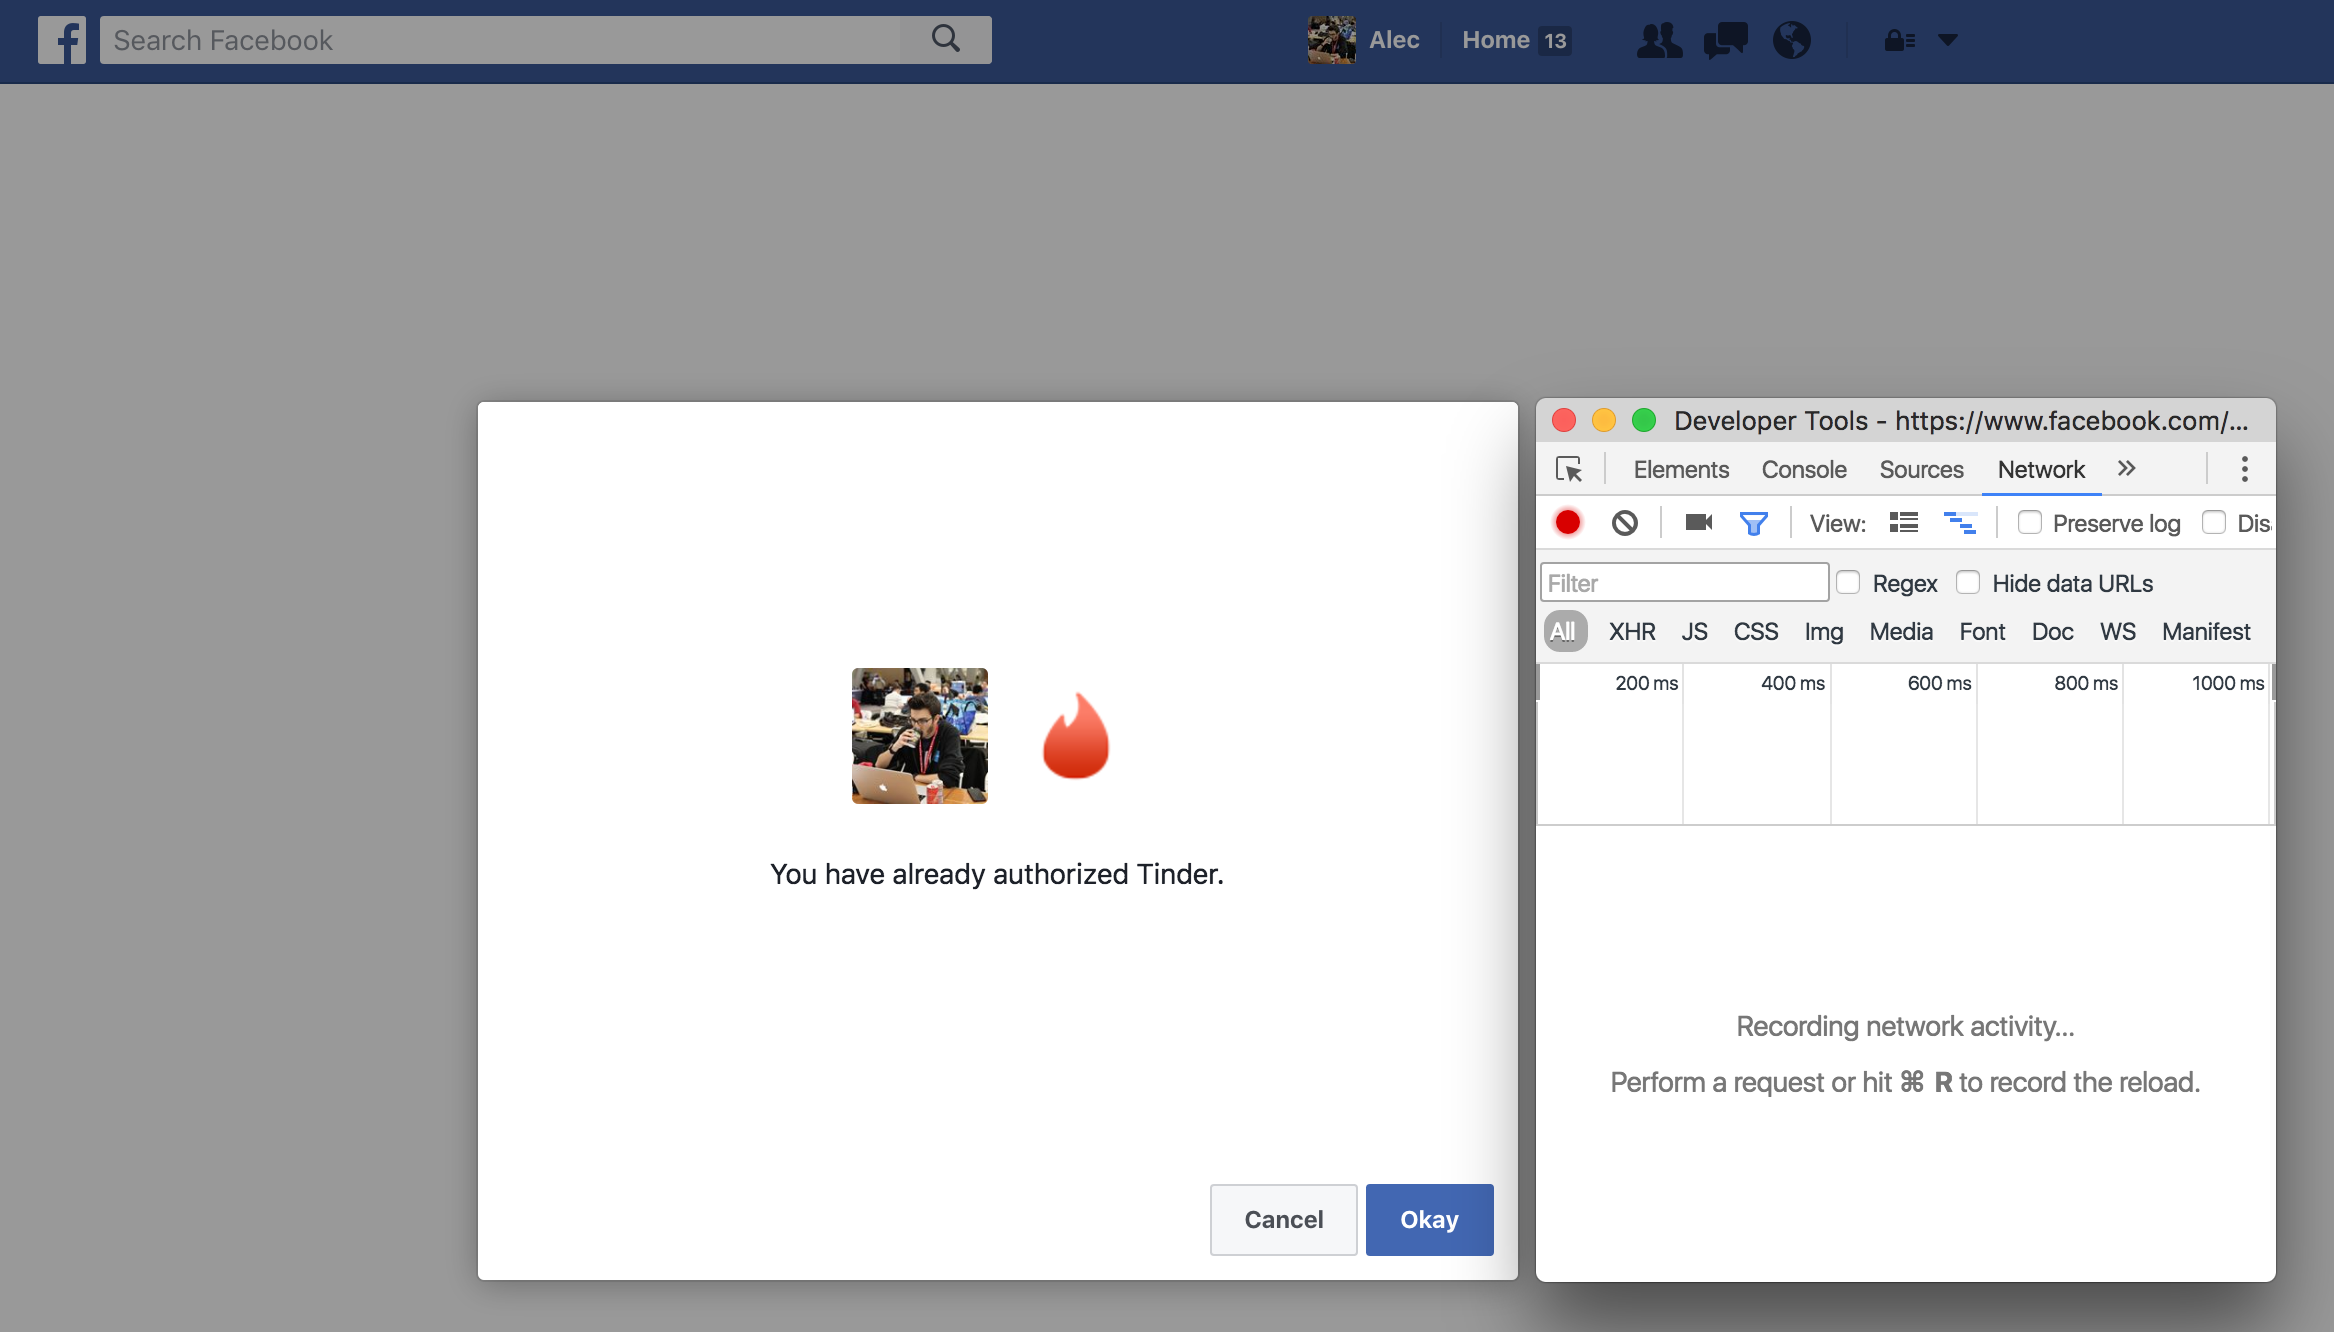 Search Facebook
Alec
Home 13
You have already authorized Tinder.
Cancel
Okay
Developer Tools - https://www.facebook.com/...
Elements Console Sources Network »
View: Preserve log Dis
Filter Regex Hide data URLs
All XHR JS CSS Img Media Font Doc WS Manifest
200 ms 400 ms 600 ms 800 ms 1000 ms
Recording network activity...
Perform a request or hit ⌘ R to record the reload.